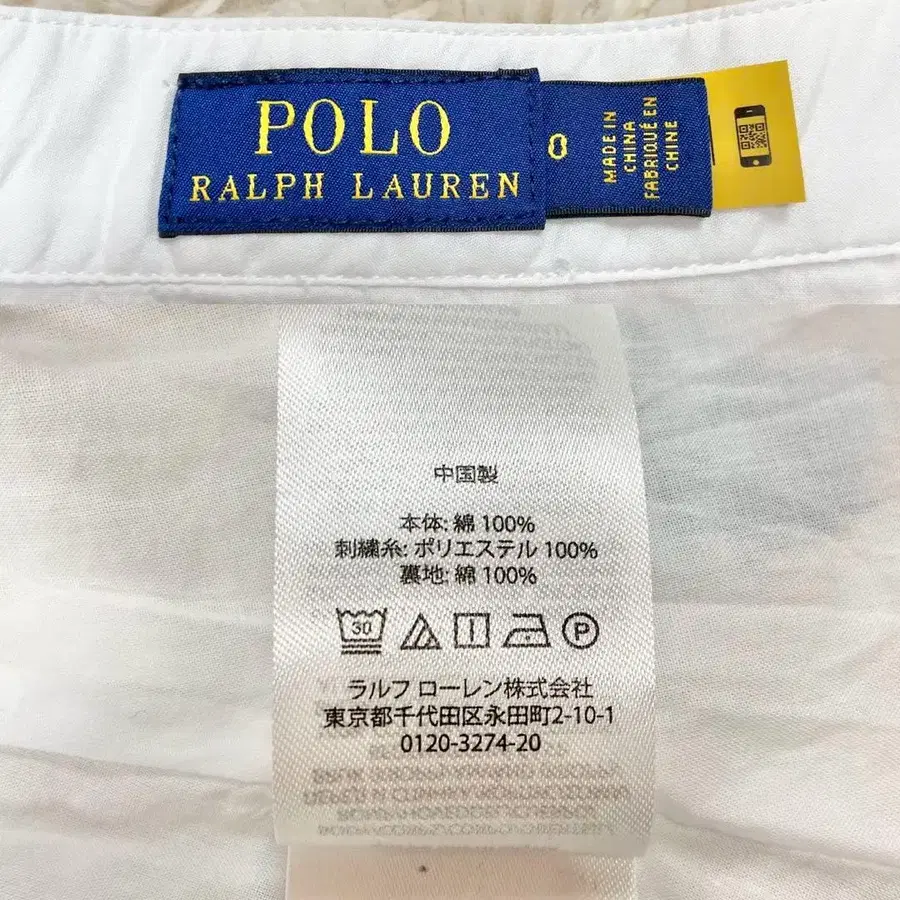 POLO
RALPH LAUREN
0
MADE IN
CHINA
FABRIQUÉ EN
CHINE
中国製
本体: 綿 100%
刺繍糸: ポリエステル 100%
裏地: 綿 100%
30
P
ラルフ ローレン株式会社
東京都千代田区永田町2-10-1
0120-3274-20